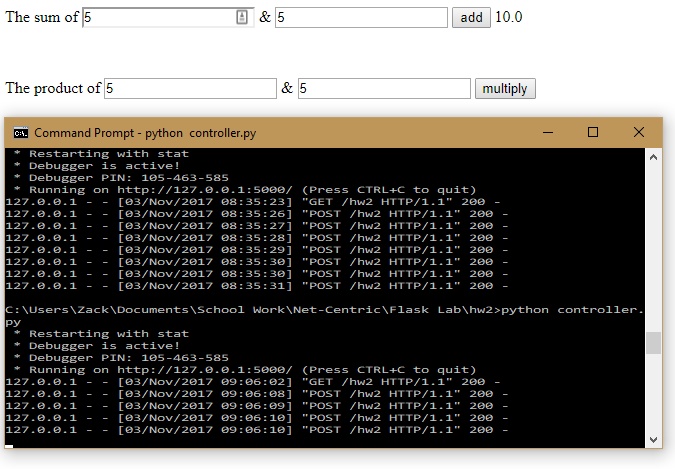 The sum of 5 & 5 add 10.0
The product of 5 & 5 multiply
Command Prompt - python  controller.py
* Restarting with stat
* Debugger is active!
* Debugger PIN: 105-463-585
* Running on http://127.0.0.1:5000/ (Press CTRL+C to quit)
127.0.0.1 - - [03/Nov/2017 08:35:23] "GET /hw2 HTTP/1.1" 200 -
127.0.0.1 - - [03/Nov/2017 08:35:26] "POST /hw2 HTTP/1.1" 200 -
127.0.0.1 - - [03/Nov/2017 08:35:27] "POST /hw2 HTTP/1.1" 200 -
127.0.0.1 - - [03/Nov/2017 08:35:28] "POST /hw2 HTTP/1.1" 200 -
127.0.0.1 - - [03/Nov/2017 08:35:29] "POST /hw2 HTTP/1.1" 200 -
127.0.0.1 - - [03/Nov/2017 08:35:30] "POST /hw2 HTTP/1.1" 200 -
127.0.0.1 - - [03/Nov/2017 08:35:30] "POST /hw2 HTTP/1.1" 200 -
127.0.0.1 - - [03/Nov/2017 08:35:31] "POST /hw2 HTTP/1.1" 200 -
C:\Users\Zack\Documents\School Work\Net-Centric\Flask Lab\hw2>python controller.
py
* Restarting with stat
* Debugger is active!
* Debugger PIN: 105-463-585
* Running on http://127.0.0.1:5000/ (Press CTRL+C to quit)
127.0.0.1 - - [03/Nov/2017 09:06:02] "GET /hw2 HTTP/1.1" 200 -
127.0.0.1 - - [03/Nov/2017 09:06:08] "POST /hw2 HTTP/1.1" 200 -
127.0.0.1 - - [03/Nov/2017 09:06:09] "POST /hw2 HTTP/1.1" 200 -
127.0.0.1 - - [03/Nov/2017 09:06:10] "POST /hw2 HTTP/1.1" 200 -
127.0.0.1 - - [03/Nov/2017 09:06:10] "POST /hw2 HTTP/1.1" 200 -